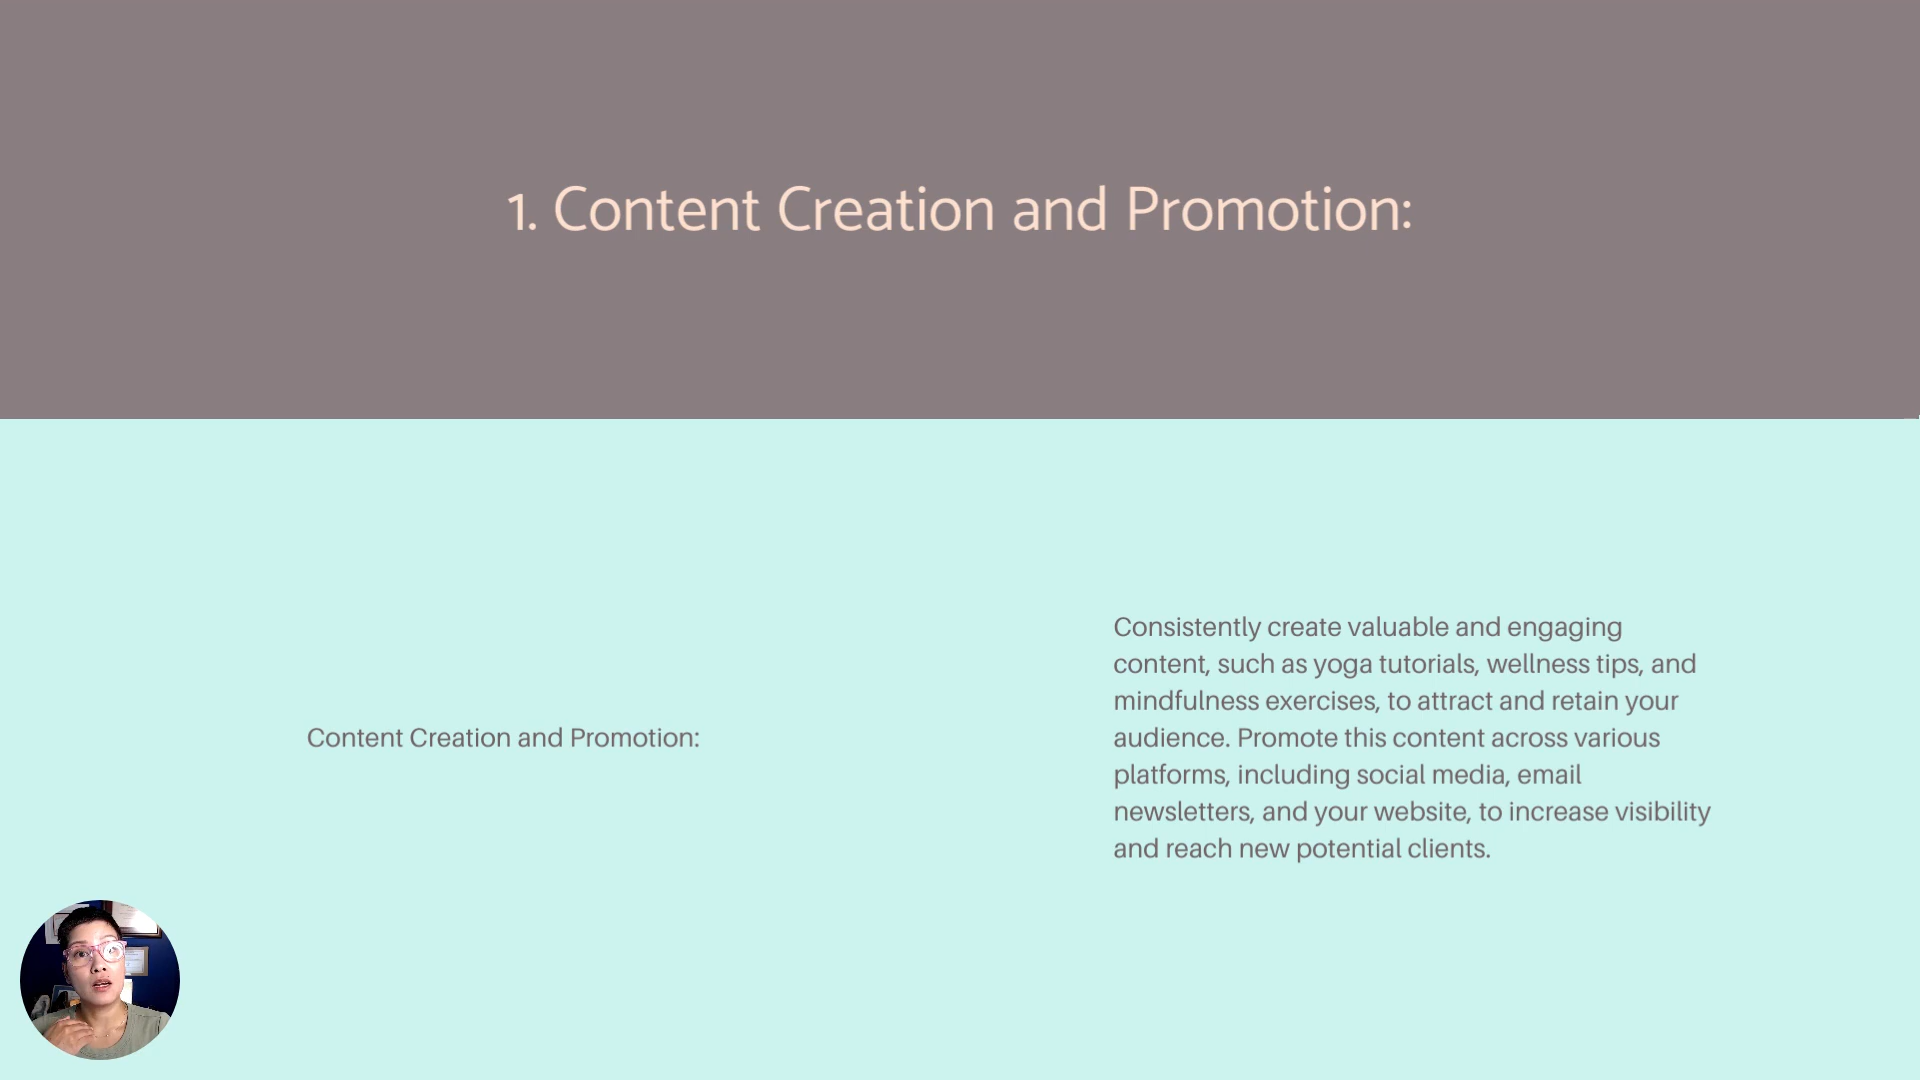 1. Content Creation and Promotion:
Content Creation and Promotion:
Consistently create valuable and engaging
content, such as yoga tutorials, wellness tips, and
mindfulness exercises, to attract and retain your
audience. Promote this content across various
platforms, including social media, email
newsletters, and your website, to increase visibility
and reach new potential clients.